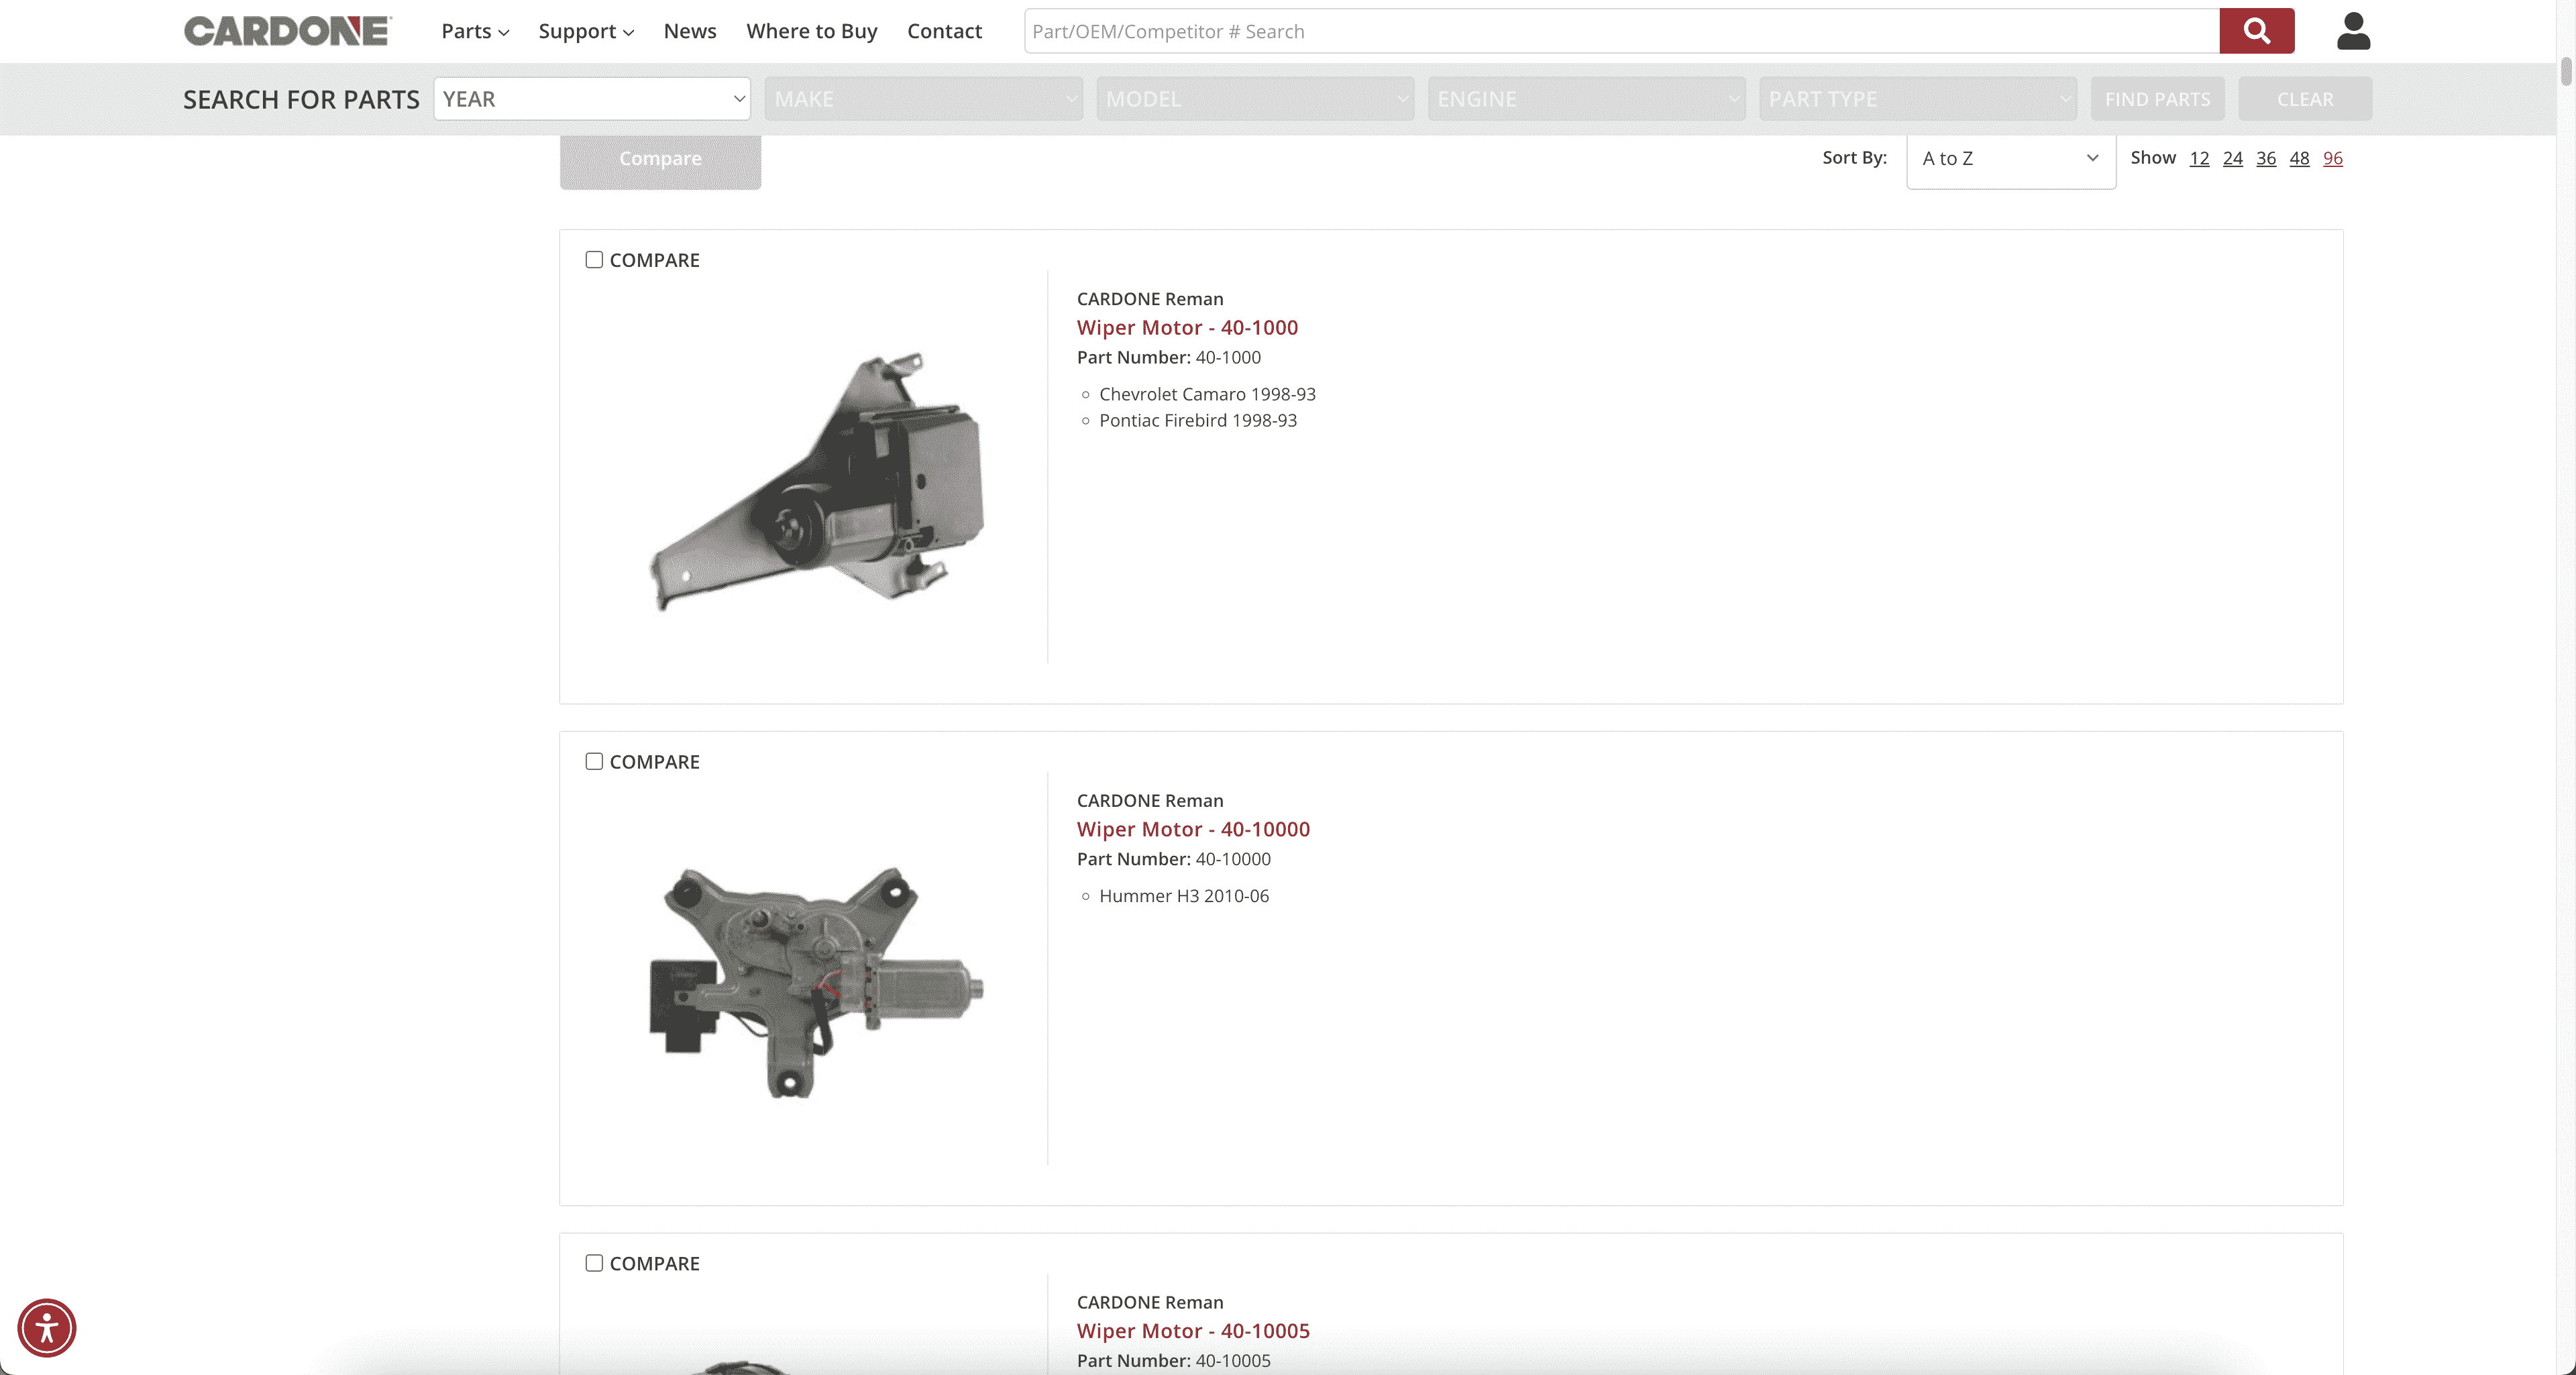 CARDONE
Parts Support News Where to Buy Contact Part/OEM/Competitor # Search
SEARCH FOR PARTS YEAR MAKE MODEL ENGINE PART TYPE FIND PARTS CLEAR
Compare Sort By: A to Z Show 12 24 36 48 96
COMPARE
CARDONE Reman
Wiper Motor - 40-1000
Part Number: 40-1000
Chevrolet Camaro 1998-93
Pontiac Firebird 1998-93
COMPARE
CARDONE Reman
Wiper Motor - 40-10000
Part Number: 40-10000
Hummer H3 2010-06
COMPARE
CARDONE Reman
Wiper Motor - 40-10005
Part Number: 40-10005